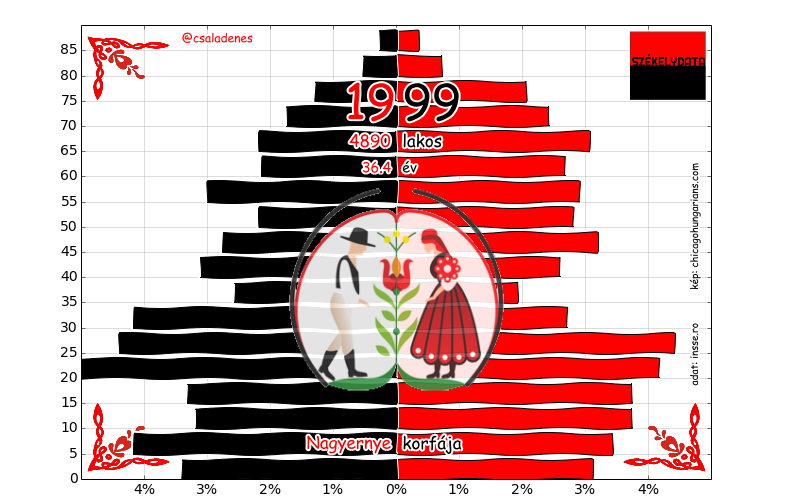 @csaladenes
SZÉKELYDATA
1999
4890 lakos
36.4 év
Nagyernye korfája
kép: chicagohungarians.com
adat: insse.ro
85
80
75
70
65
60
55
50
45
40
35
30
25
20
15
10
5
0
4% 3% 2% 1% 0% 1% 2% 3% 4%